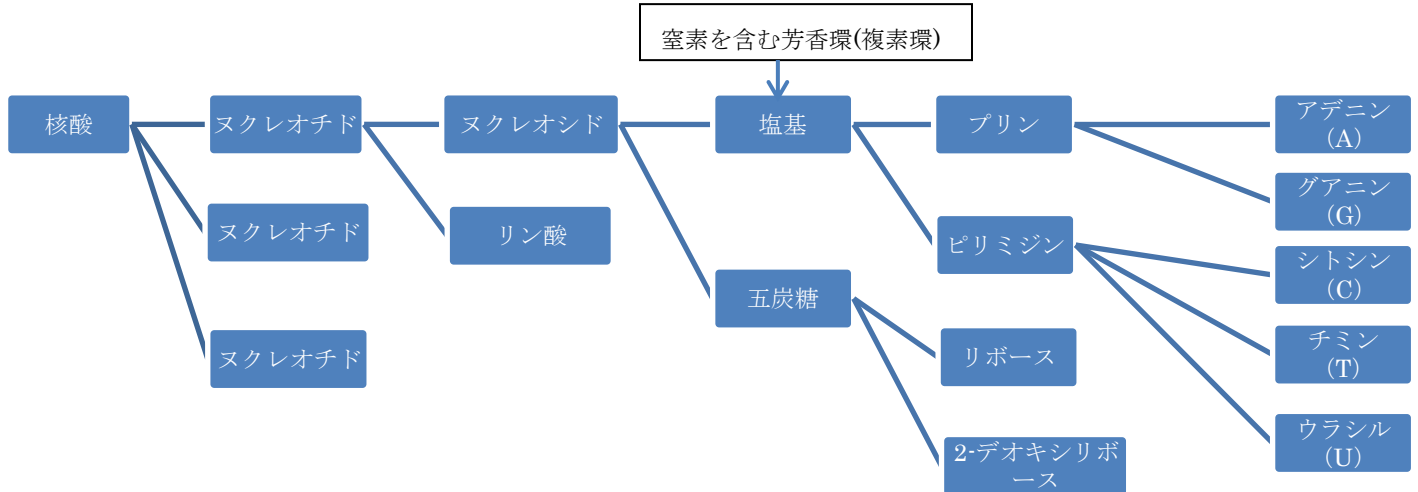 窒素を含む芳香環(複素環)
核酸
ヌクレオチド
ヌクレオシド
塩基
プリン
アデニン
（A）
グアニン
（G）
ヌクレオチド
リン酸
ピリミジン
シトシン
（C）
五炭糖
チミン
（T）
ヌクレオチド
リボース
ウラシル
（U）
2-デオキシリボ
ース